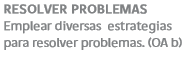 RESOLVER PROBLEMAS
Emplear diversas estrategias
para resolver problemas. (OA b)